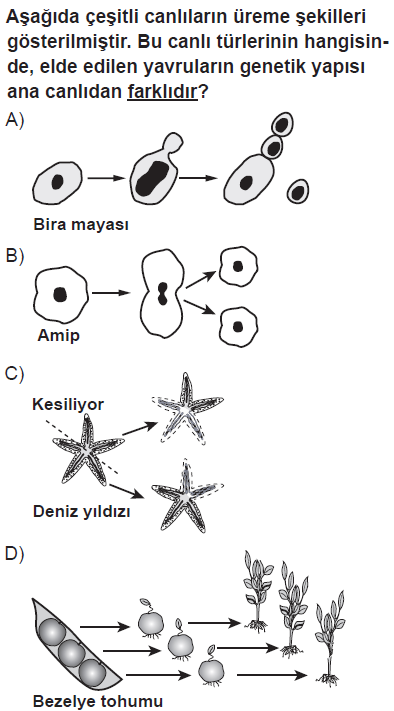 Aşağıda çeşitli canlıların üreme şekilleri
gösterilmiştir. Bu canlı türlerinin hangisin-
de, elde edilen yavruların genetik yapısı
ana canlıdan farklıdır?
A)
Bira mayası
B)
Amip
C)
Kesiliyor
Deniz yıldızı
D)
Bezelye tohumu